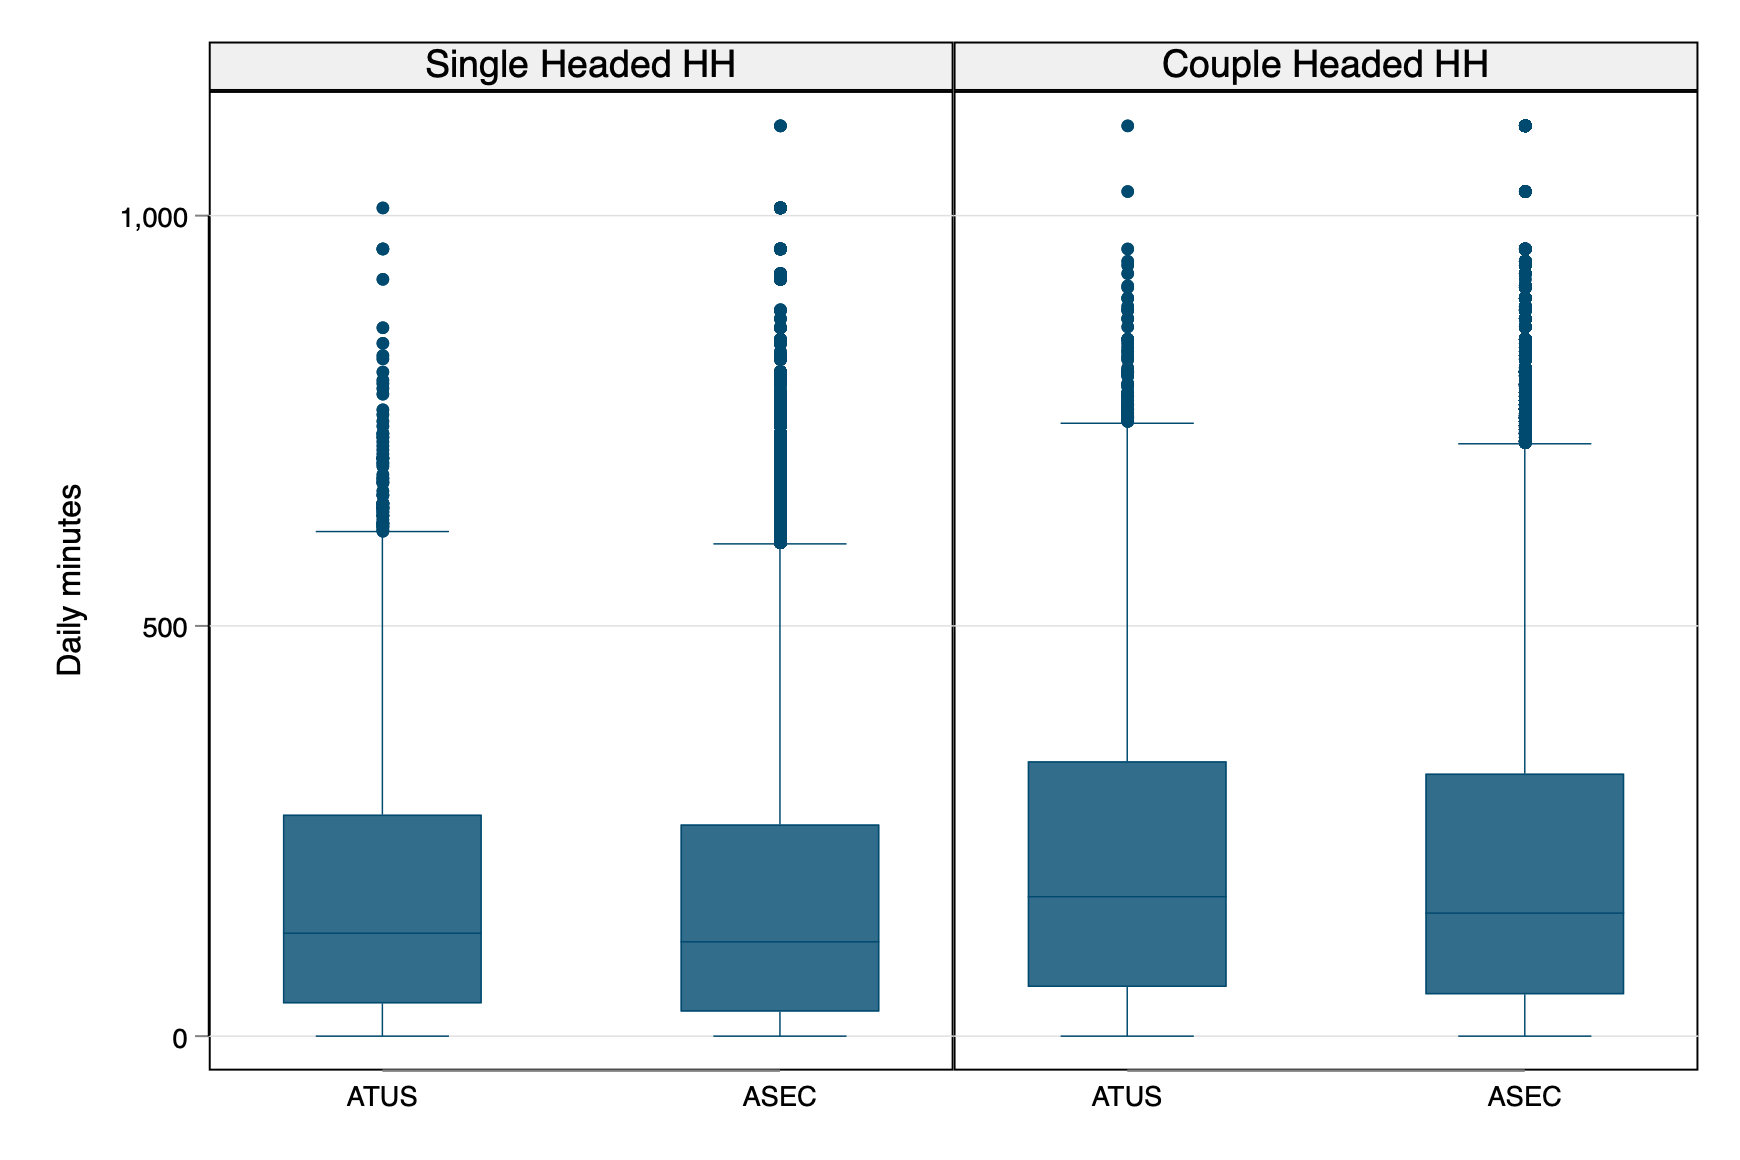 Single Headed HH
Couple Headed HH
Daily minutes
1,000
500
0
ATUS
ASEC
ATUS
ASEC